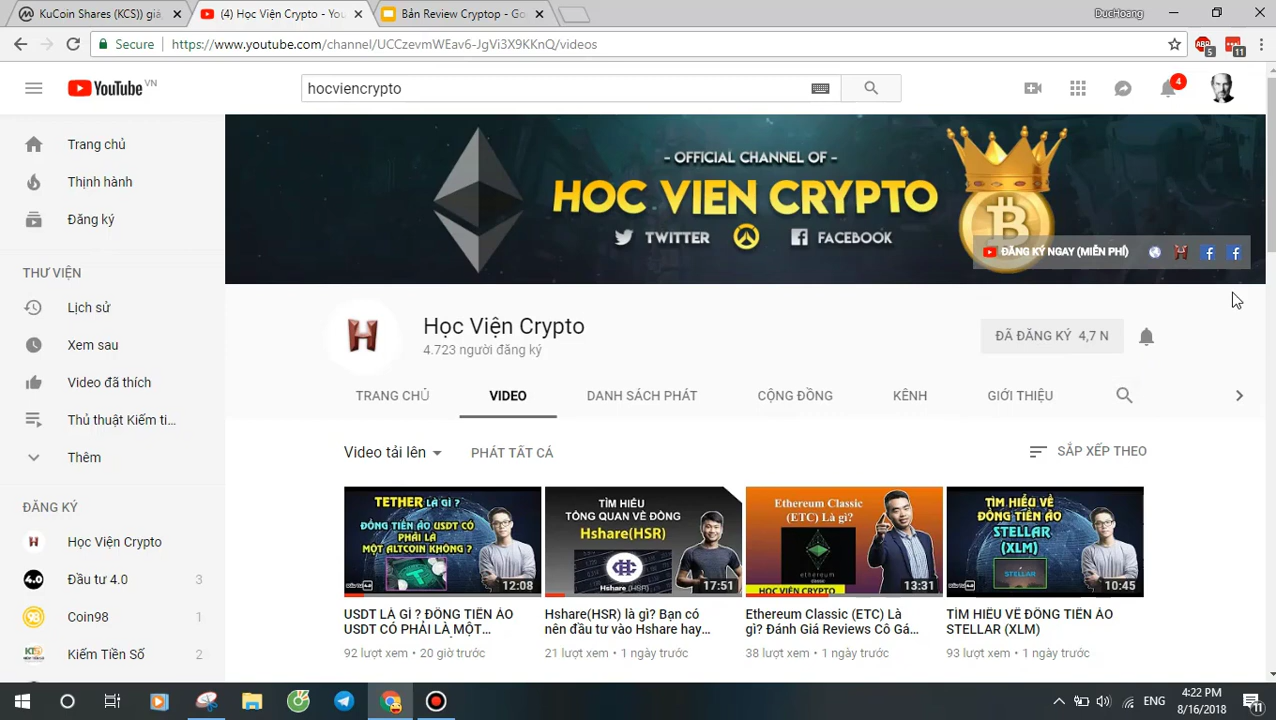 KuCoin Shares (KCS)) giá,
(4) Học Viện Crypto - You
Bản Review Cryptop - Go
DucHoang
Secure
https://www.youtube.com/channel/UCCzevmWEav6-JgVi3X9KKnQ/videos
5
11
YouTube VN
hocviencrypto
4
- OFFICIAL CHANNEL OF -
HOC VIEN CRYPTO
TWITTER
FACEBOOK
ĐĂNG KÝ NGAY (MIỄN PHÍ)
Trang chủ
Thịnh hành
Đăng ký
THƯ VIỆN
Lịch sử
Xem sau
Video đã thích
Thủ thuật Kiếm ti...
Thêm
ĐĂNG KÝ
Học Viện Crypto
Đầu tư 4.0 3
Coin98 1
Kiếm Tiền Số 2
Học Viện Crypto
4.723 người đăng ký
ĐÃ ĐĂNG KÝ 4,7 N
TRANG CHỦ
VIDEO
DANH SÁCH PHÁT
CỘNG ĐỒNG
KÊNH
GIỚI THIỆU
Video tải lên
PHÁT TẤT CẢ
SẮP XẾP THEO
TETHER LÀ GÌ ?
ĐỒNG TIỀN ẢO USDT CÓ
PHẢI LÀ
MỘT ALTCOIN KHÔNG ?
12:08
USDT LÀ GÌ ? ĐỒNG TIỀN ẢO
USDT CÓ PHẢI LÀ MỘT...
92 lượt xem • 20 giờ trước
TÌM HIỂU
TỔNG QUAN VỀ ĐỒNG
Hshare(HSR)
Hshare (HSR)
17:51
Hshare(HSR) là gì? Bạn có
nên đầu tư vào Hshare hay...
21 lượt xem • 1 ngày trước
Ethereum Classic
(ETC) Là gì?
HỌC VIỆN CRYPTO
13:31
Ethereum Classic (ETC) Là
gì? Đánh Giá Reviews Cô Gá...
38 lượt xem • 1 ngày trước
TÌM HIỂU VỀ
ĐỒNG TIỀN ẢO
STELLAR
(XLM)
STELLAR
10:45
TÌM HIỂU VỀ ĐỒNG TIỀN ẢO
STELLAR (XLM)
93 lượt xem • 1 ngày trước
ENG
4:22 PM
8/16/2018
11